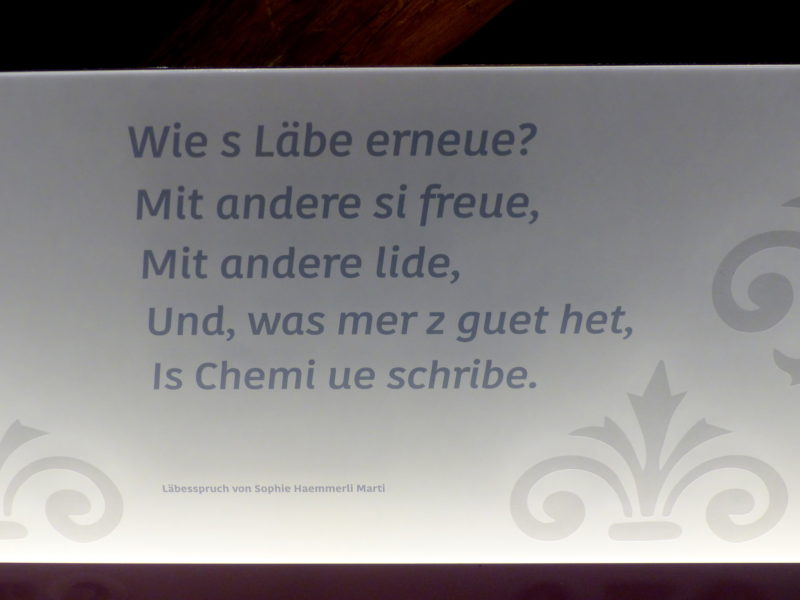 Wie s Läbe erneue?
Mit andere si freue,
Mit andere lide,
Und, was mer z guet het,
Is Chemi ue schribe.
Läbesspruch von Sophie Haemmerli Marti